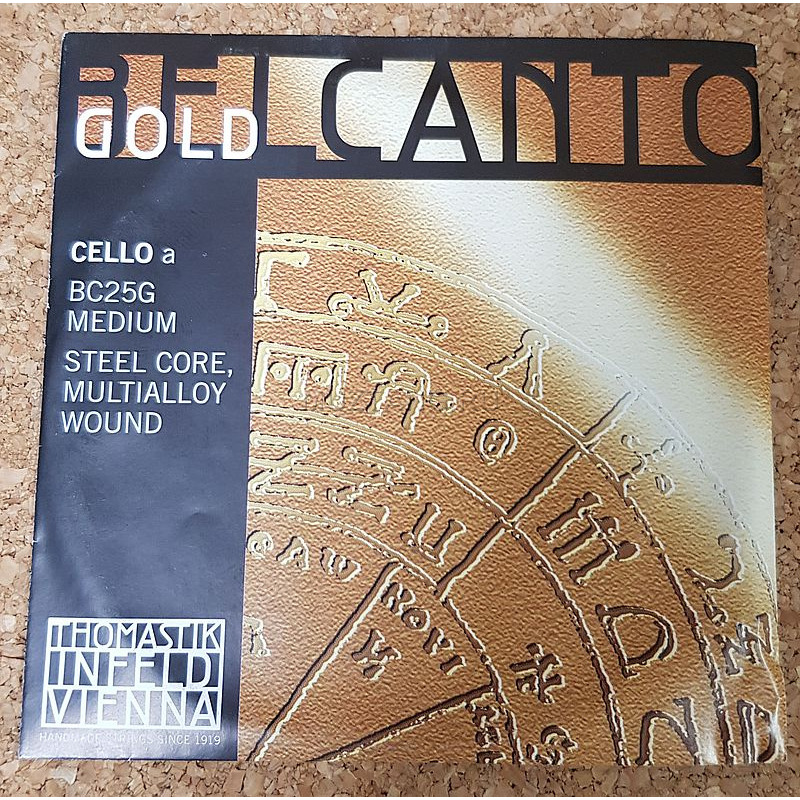 BELCANTO
GOLD
CELLO a
BC25G
MEDIUM
STEEL CORE,
MULTIALLOY
WOUND
THOMASTIK
INFELD
VIENNA
HANDMADE STRINGS SINCE 1919